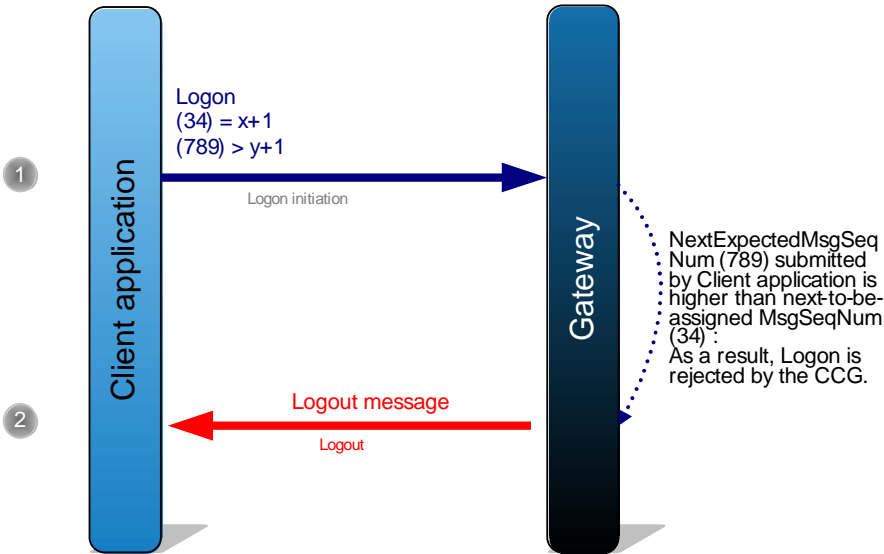 Logon
(34) = x+1
(789) > y+1
1
Logon initiation
Client application
Gateway
NextExpectedMsgSeq
Num (789) submitted
by Client application is
higher than next-to-be-
assigned MsgSeqNum
(34) :
As a result, Logon is
rejected by the CCG.
2
Logout message
Logout